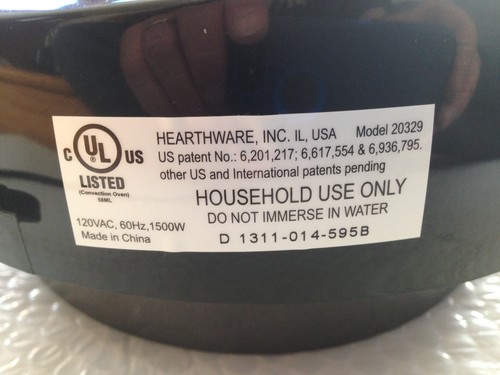 C UL US
LISTED
(Convection Oven)
58ML
120VAC, 60Hz,1500W
Made in China
HEARTHWARE, INC. IL, USA Model 20329
US patent No.: 6,201,217; 6,617,554 & 6,936,795.
other US and International patents pending
HOUSEHOLD USE ONLY
DO NOT IMMERSE IN WATER
D 1311-014-595B